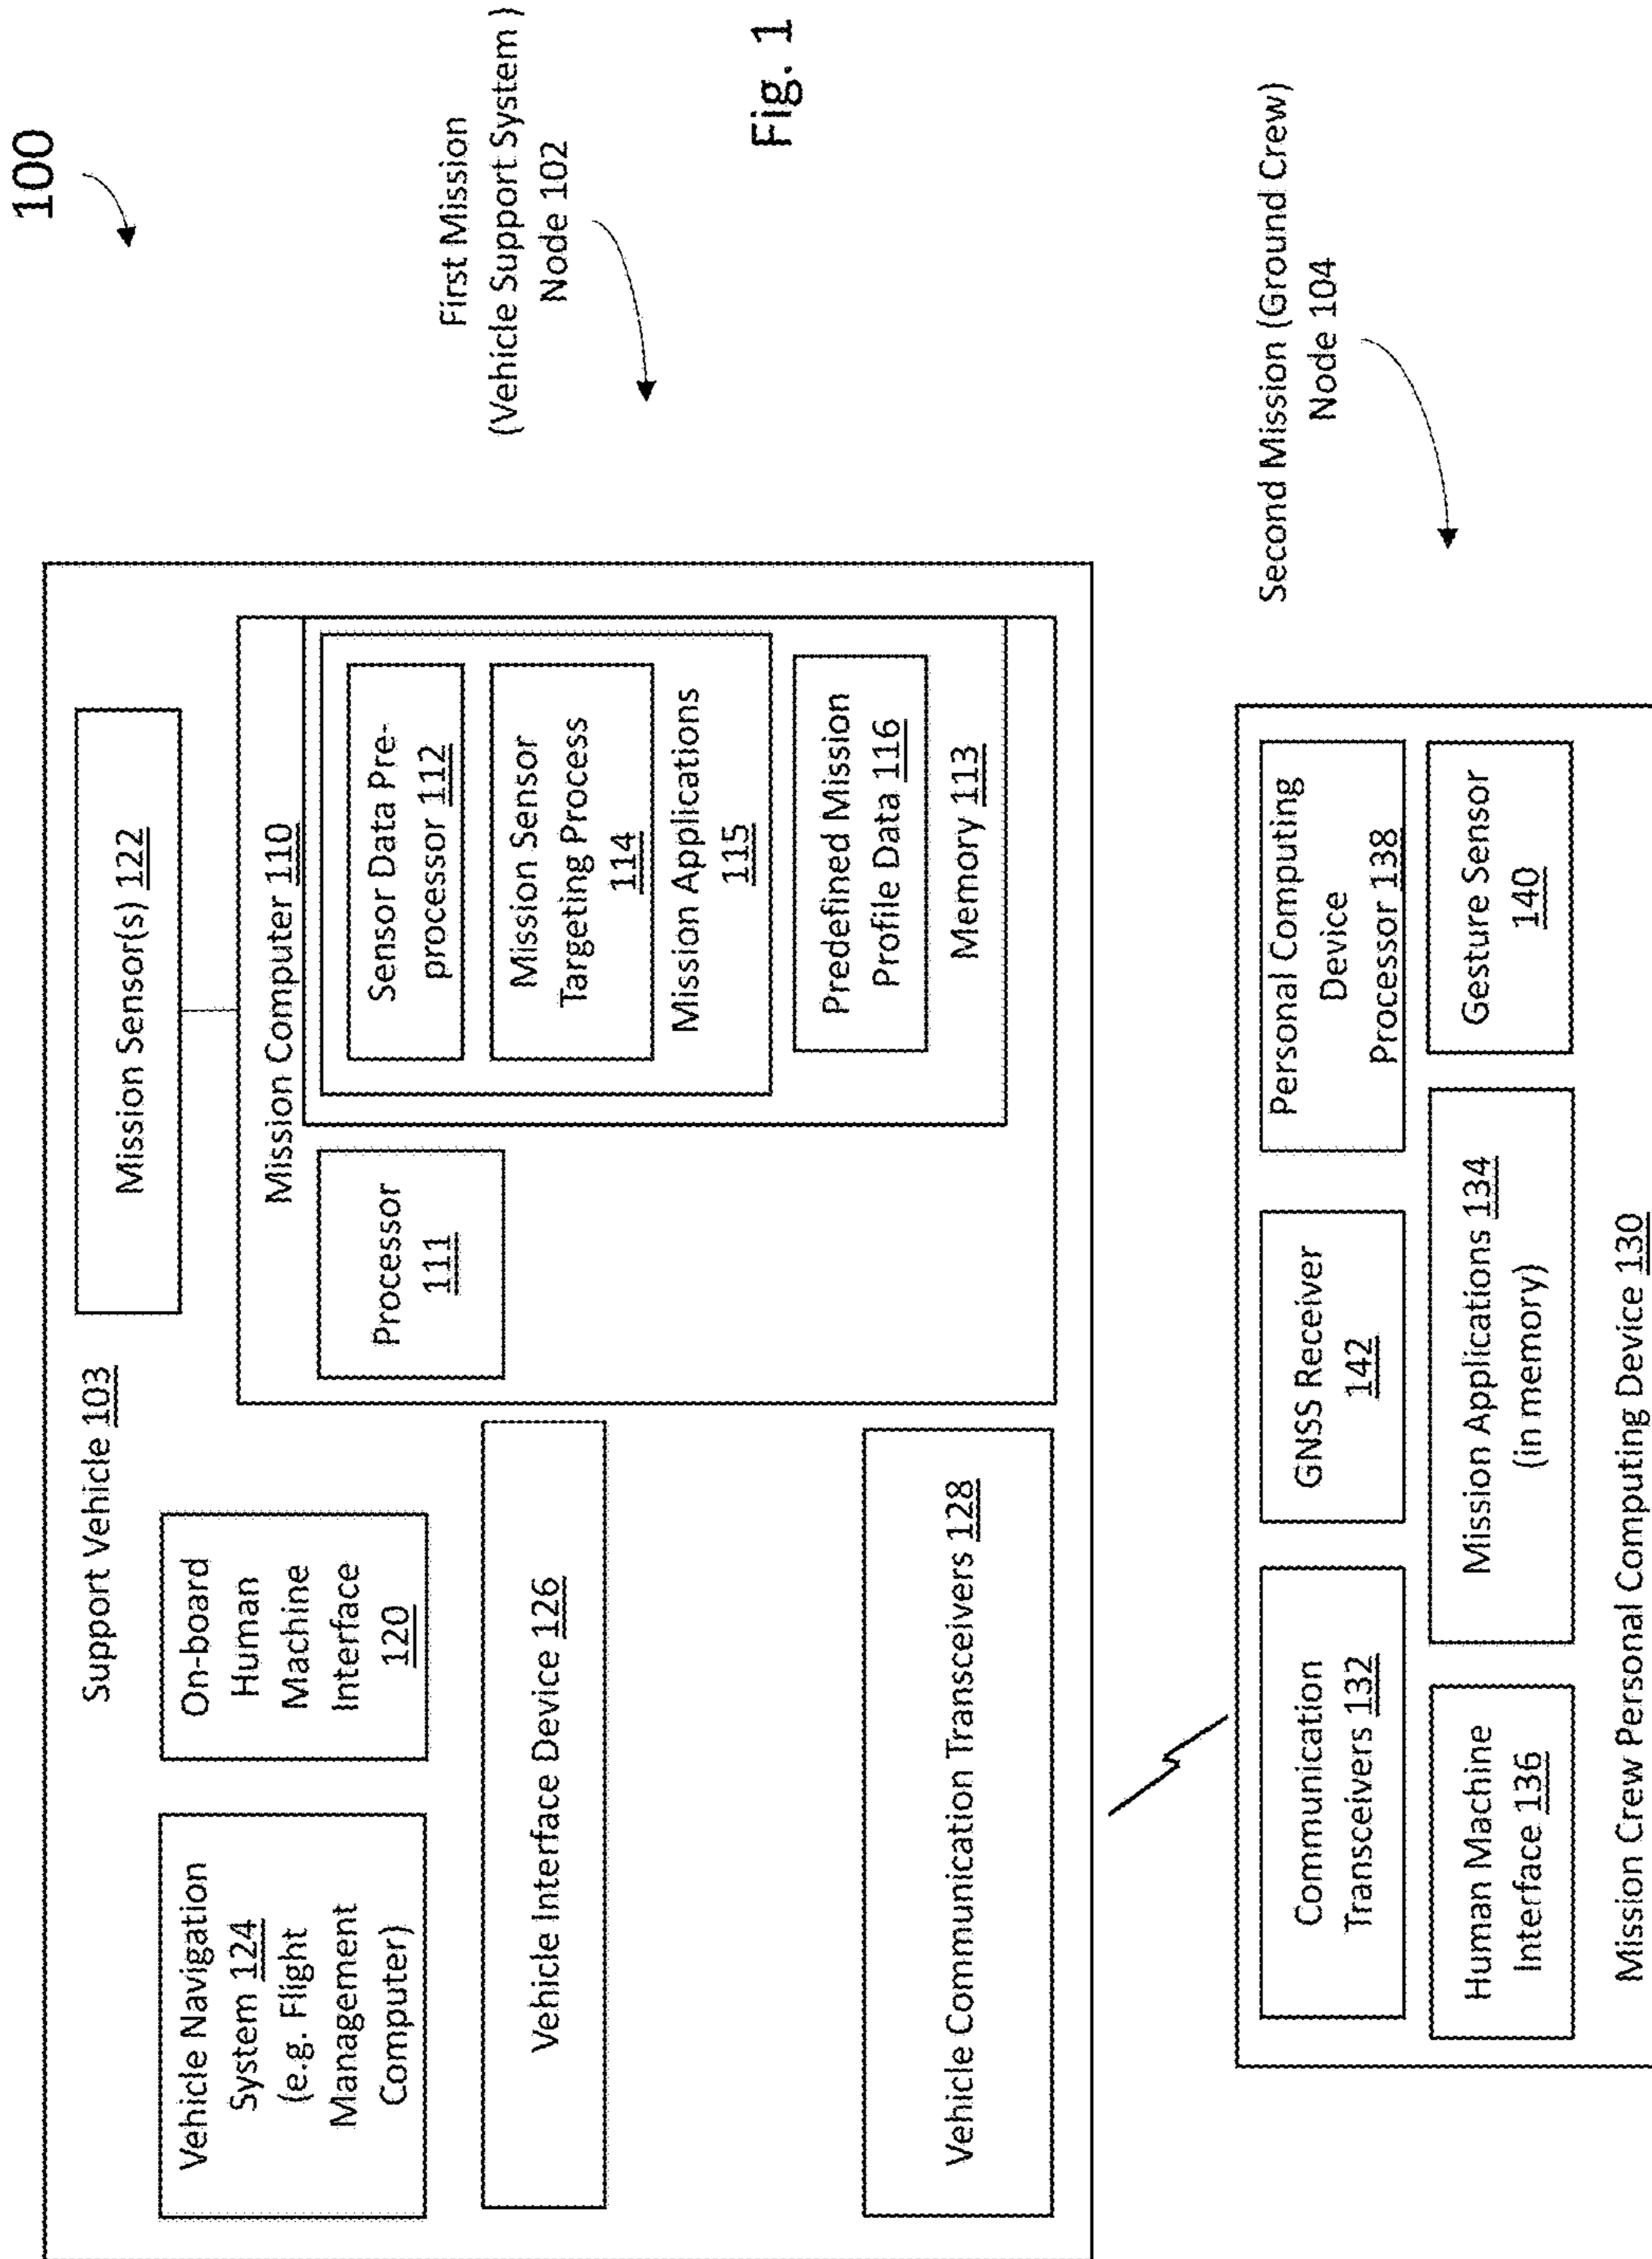 100
Support Vehicle 103
Mission Sensor(s) 122
Vehicle Navigation
System 124
(e.g. Flight
Management
Computer)
On-board
Human
Machine
Interface
120
Mission Computer 110
Processor
111
Sensor Data Pre-
processor 112
Mission Sensor
Targeting Process
114
Mission Applications
115
Predefined Mission
Profile Data 116
Memory 113
Vehicle Interface Device 126
Vehicle Communication Transceivers 128
First Mission
(Vehicle Support System )
Node 102
Fig. 1
Second Mission (Ground Crew)
Node 104
Communication
Transceivers 132
GNSS Receiver
142
Personal Computing
Device
Processor 138
Human Machine
Interface 136
Mission Applications 134
(in memory)
Gesture Sensor
140
Mission Crew Personal Computing Device 130